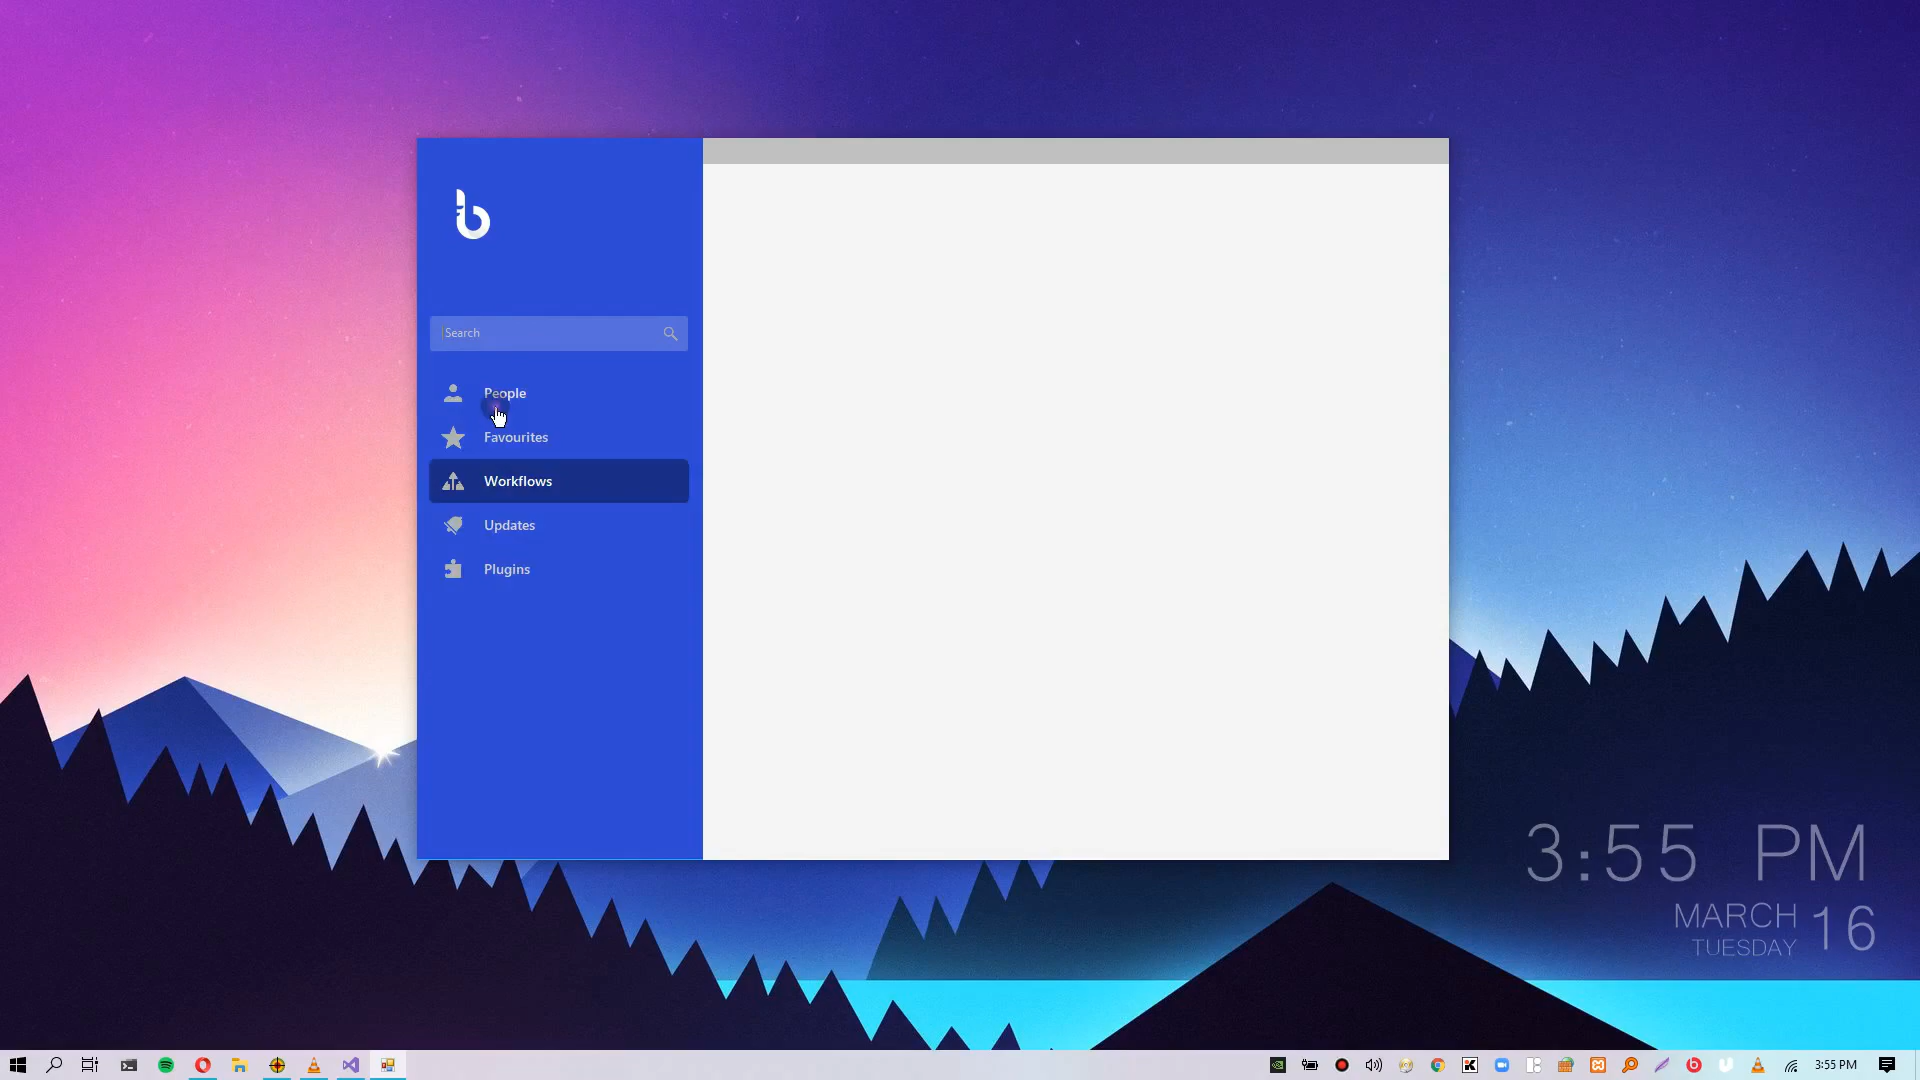 Search
People
Favourites
Workflows
Updates
Plugins
3:55 PM
MARCH 16
TUESDAY
3:55 PM